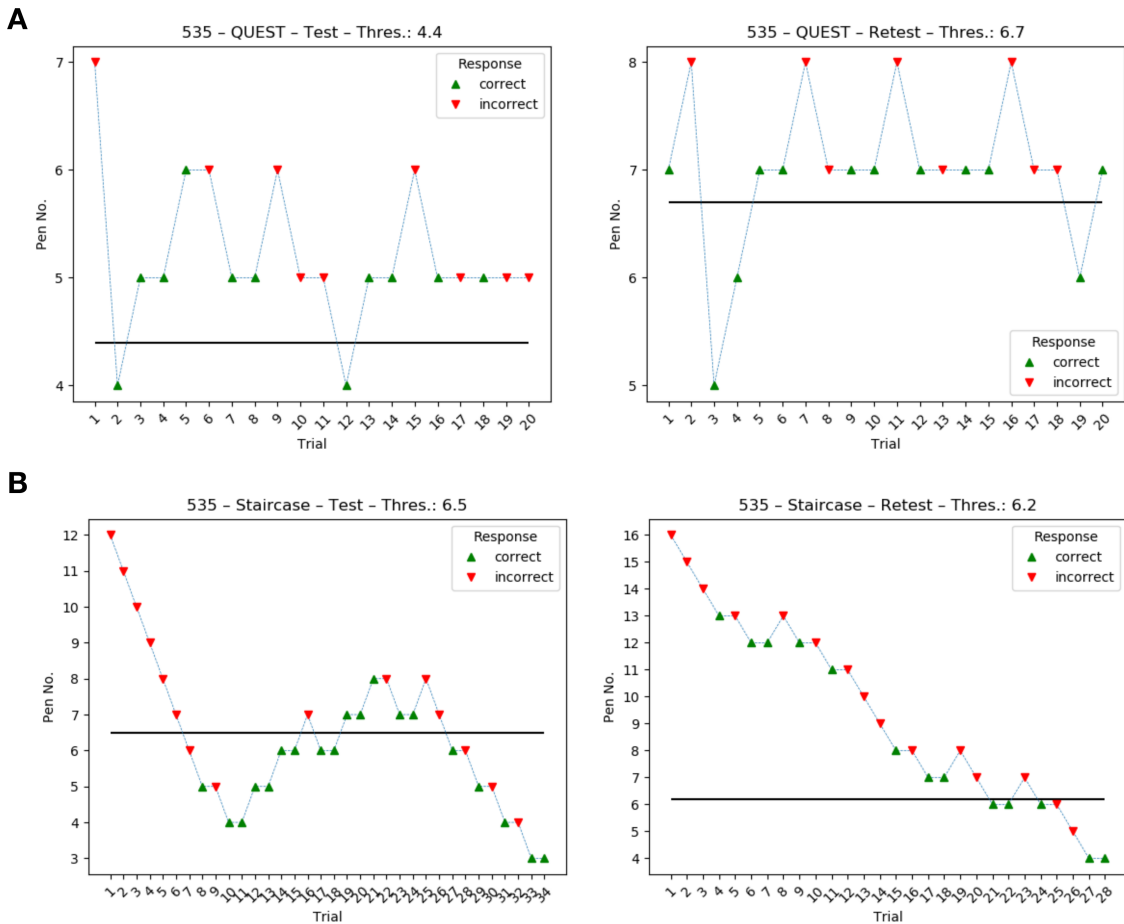 A
535 – QUEST – Test – Thres.: 4.4
7
6
5
4
Pen No.
Response
correct
incorrect
1 2 3 4 5 6 7 8 9 10 11 12 13 14 15 16 17 18 19 20
Trial
535 – QUEST – Retest – Thres.: 6.7
8
7
6
5
Pen No.
Response
correct
incorrect
1 2 3 4 5 6 7 8 9 10 11 12 13 14 15 16 17 18 19 20
Trial
B
535 – Staircase – Test – Thres.: 6.5
12
11
10
9
8
7
6
5
4
3
Pen No.
Response
correct
incorrect
1 2 3 4 5 6 7 8 9 10 11 12 13 14 15 16 17 18 19 20 21 22 23 24 25 26 27 28 29 30 31 32 33 34
Trial
535 – Staircase – Retest – Thres.: 6.2
16
15
14
13
12
11
10
9
8
7
6
5
4
Pen No.
Response
correct
incorrect
1 2 3 4 5 6 7 8 9 10 11 12 13 14 15 16 17 18 19 20 21 22 23 24 25 26 27 28
Trial